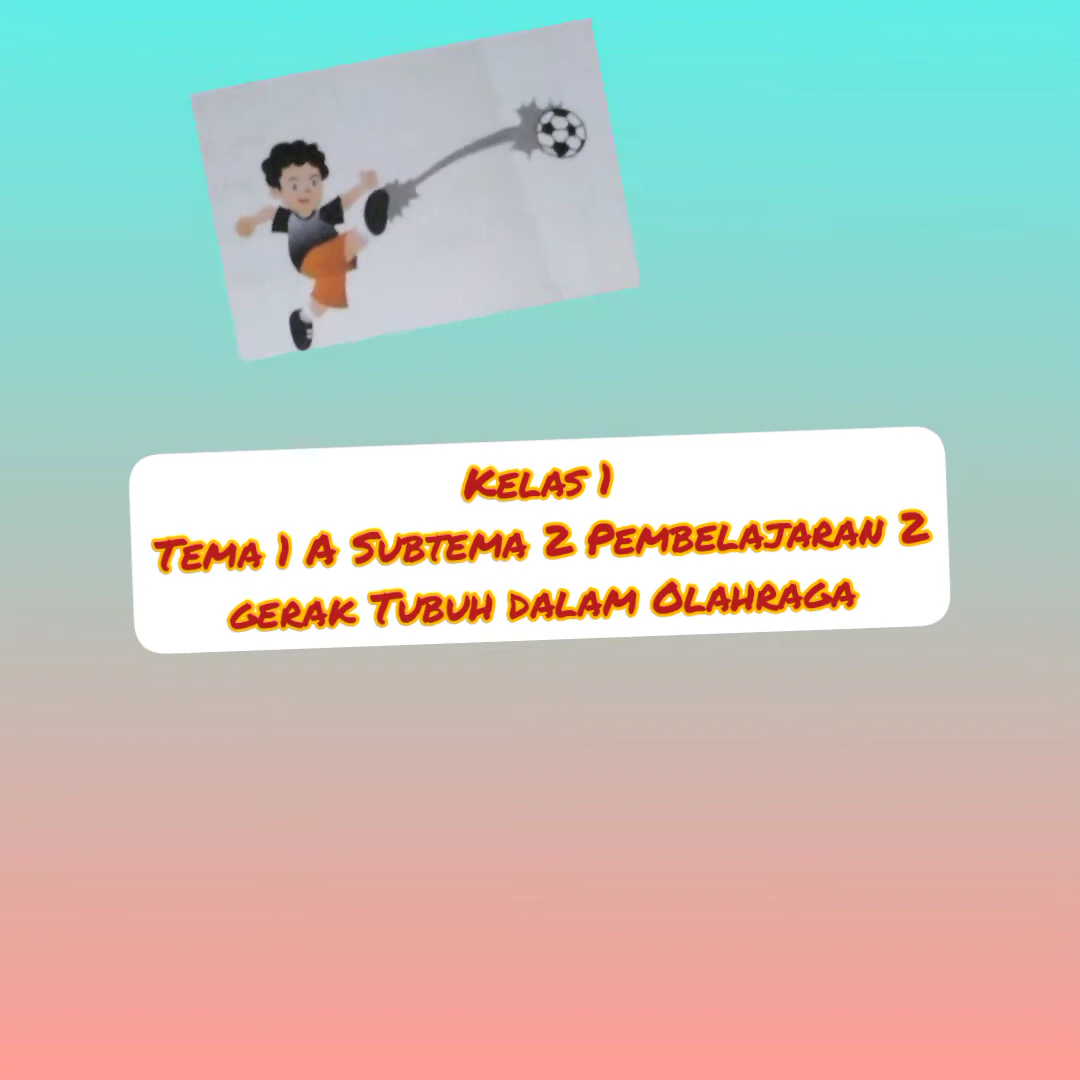 Kelas 1
Tema 1 A Subtema 2 Pembelajaran 2
gerak Tubuh dalam Olahraga